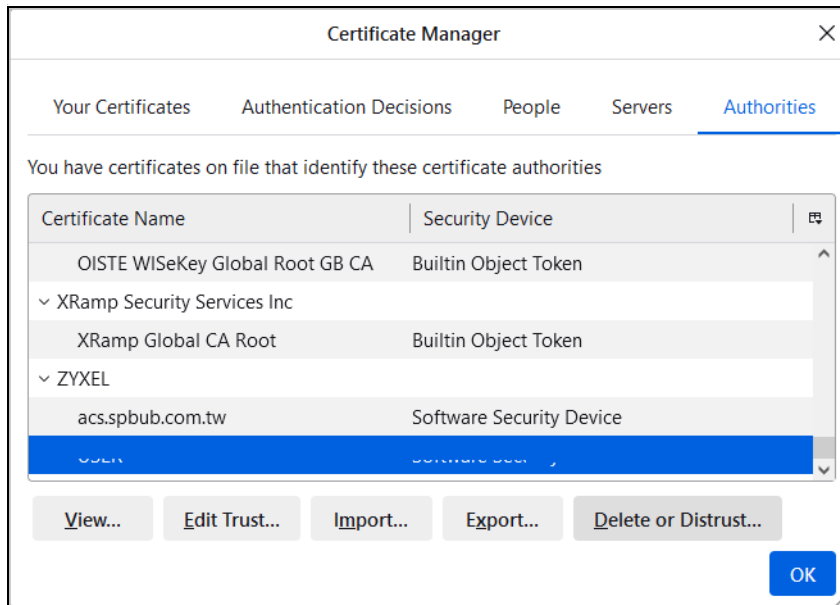 Certificate Manager
Your Certificates Authentication Decisions People Servers Authorities
You have certificates on file that identify these certificate authorities
Certificate Name Security Device
OISTE WISeKey Global Root GB CA Builtin Object Token
XRamp Security Services Inc
XRamp Global CA Root Builtin Object Token
ZYXEL
acs.spbub.com.tw Software Security Device
View... Edit Trust... Import... Export... Delete or Distrust...
OK